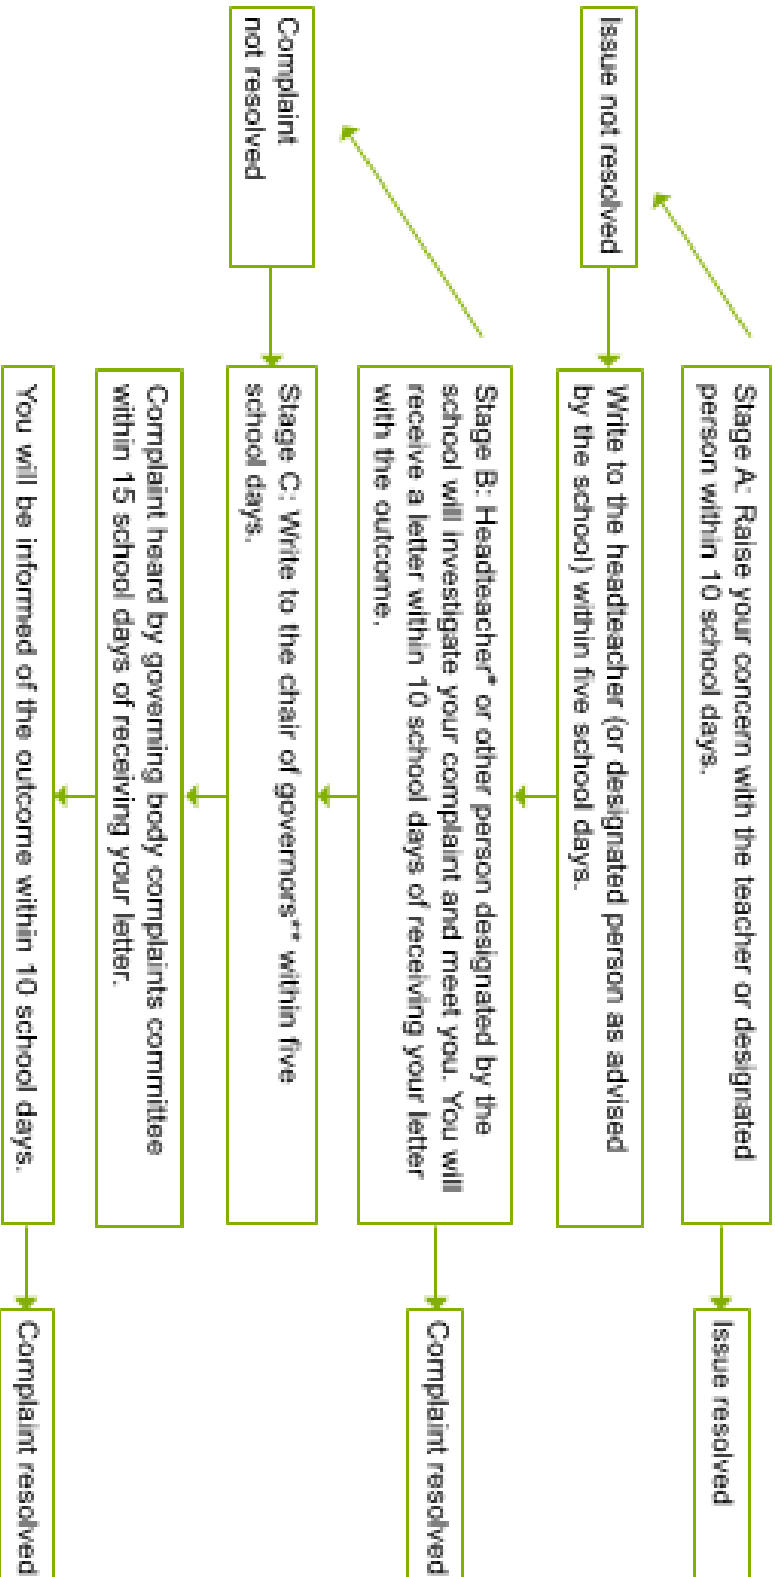 Stage A: Raise your concern with the teacher or designated
person within 10 school days.
Issue resolved
Issue not resolved
Write to the headteacher (or designated person as advised
by the school) within five school days.
Stage B: Headteacher* or other person designated by the
school will investigate your complaint and meet you. You will
receive a letter within 10 school days of receiving your letter
with the outcome.
Complaint resolved
Complaint
not resolved
Stage C: Write to the chair of governors** within five
school days.
Complaint heard by governing body complaints committee
within 15 school days of receiving your letter.
You will be informed of the outcome within 10 school days.
Complaint resolved